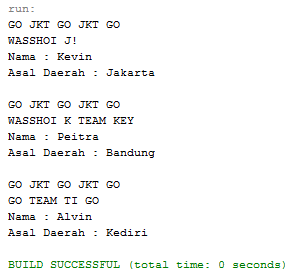 run:
GO JKT GO JKT GO
WASSHOI J!
Nama : Kevin
Asal Daerah : Jakarta
GO JKT GO JKT GO
WASSHOI K TEAM KEY
Nama : Peitra
Asal Daerah : Bandung
GO JKT GO JKT GO
GO TEAM TI GO
Nama : Alvin
Asal Daerah : Kediri
BUILD SUCCESSFUL (total time: 0 seconds)